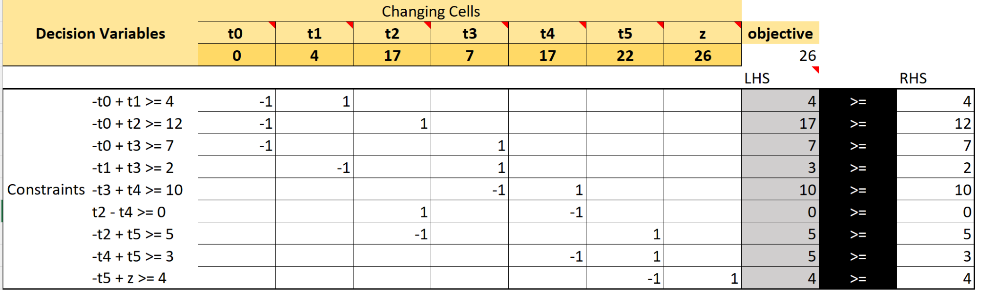 Changing Cells
Decision Variables t0 t1 t2 t3 t4 t5 z objective
0 4 17 7 17 22 26 26
LHS RHS
-t0 + t1 >= 4 -1 1 4 >= 4
-t0 + t2 >= 12 -1 1 17 >= 12
-t0 + t3 >= 7 -1 1 7 >= 7
-t1 + t3 >= 2 -1 1 3 >= 2
Constraints -t3 + t4 >= 10 -1 1 10 >= 10
t2 - t4 >= 0 1 -1 0 >= 0
-t2 + t5 >= 5 -1 1 5 >= 5
-t4 + t5 >= 3 -1 1 5 >= 3
-t5 + z >= 4 -1 1 4 >= 4